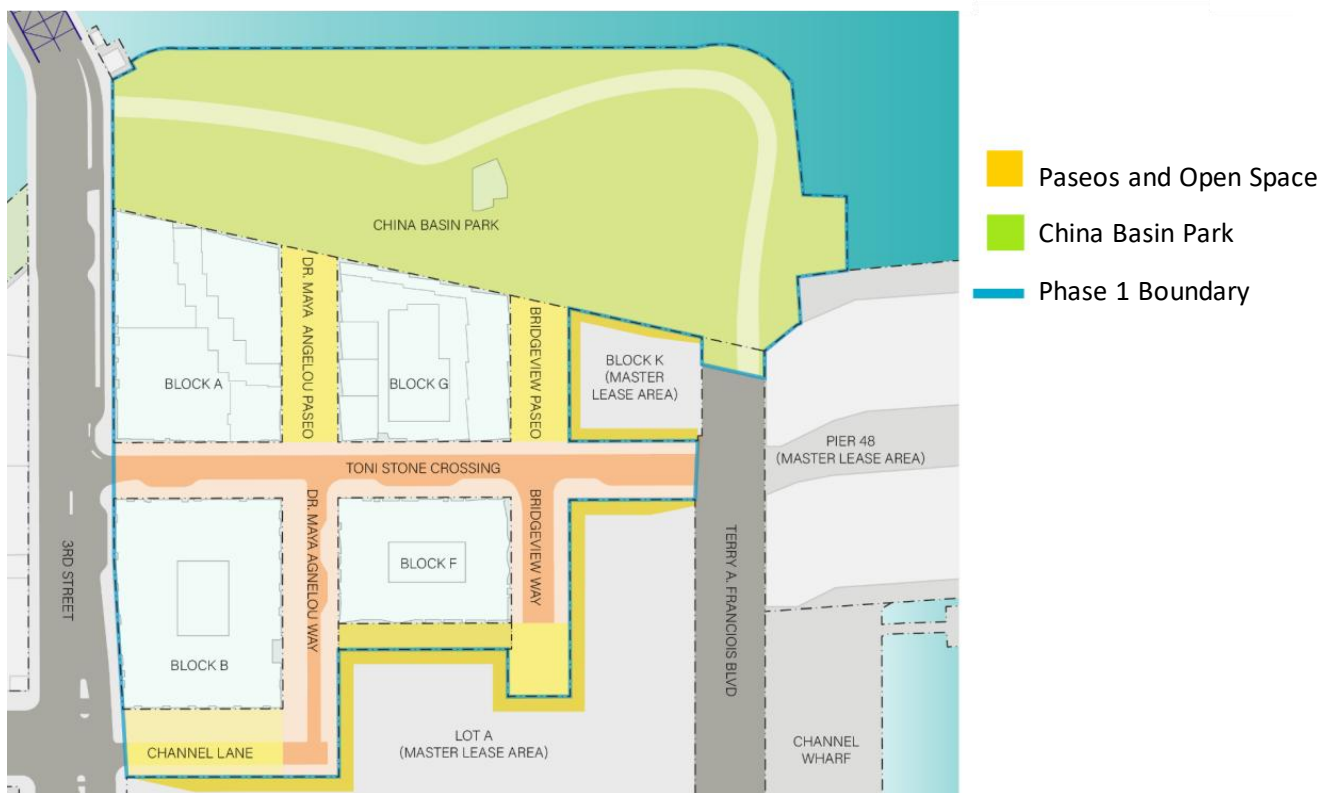 CHINA BASIN PARK
DR. MAYA ANGELOU PASEO
BRIDGEVIEW PASEO
BLOCK A
BLOCK G
BLOCK K
(MASTER
LEASE AREA)
TONI STONE CROSSING
PIER 48
(MASTER LEASE AREA)
3RD STREET
BLOCK B
DR. MAYA AGNELOU WAY
BLOCK F
BRIDGEVIEW WAY
TERRY A. FRANCIOIS BLVD
CHANNEL LANE
LOT A
(MASTER LEASE AREA)
CHANNEL
WHARF
Paseos and Open Space
China Basin Park
Phase 1 Boundary